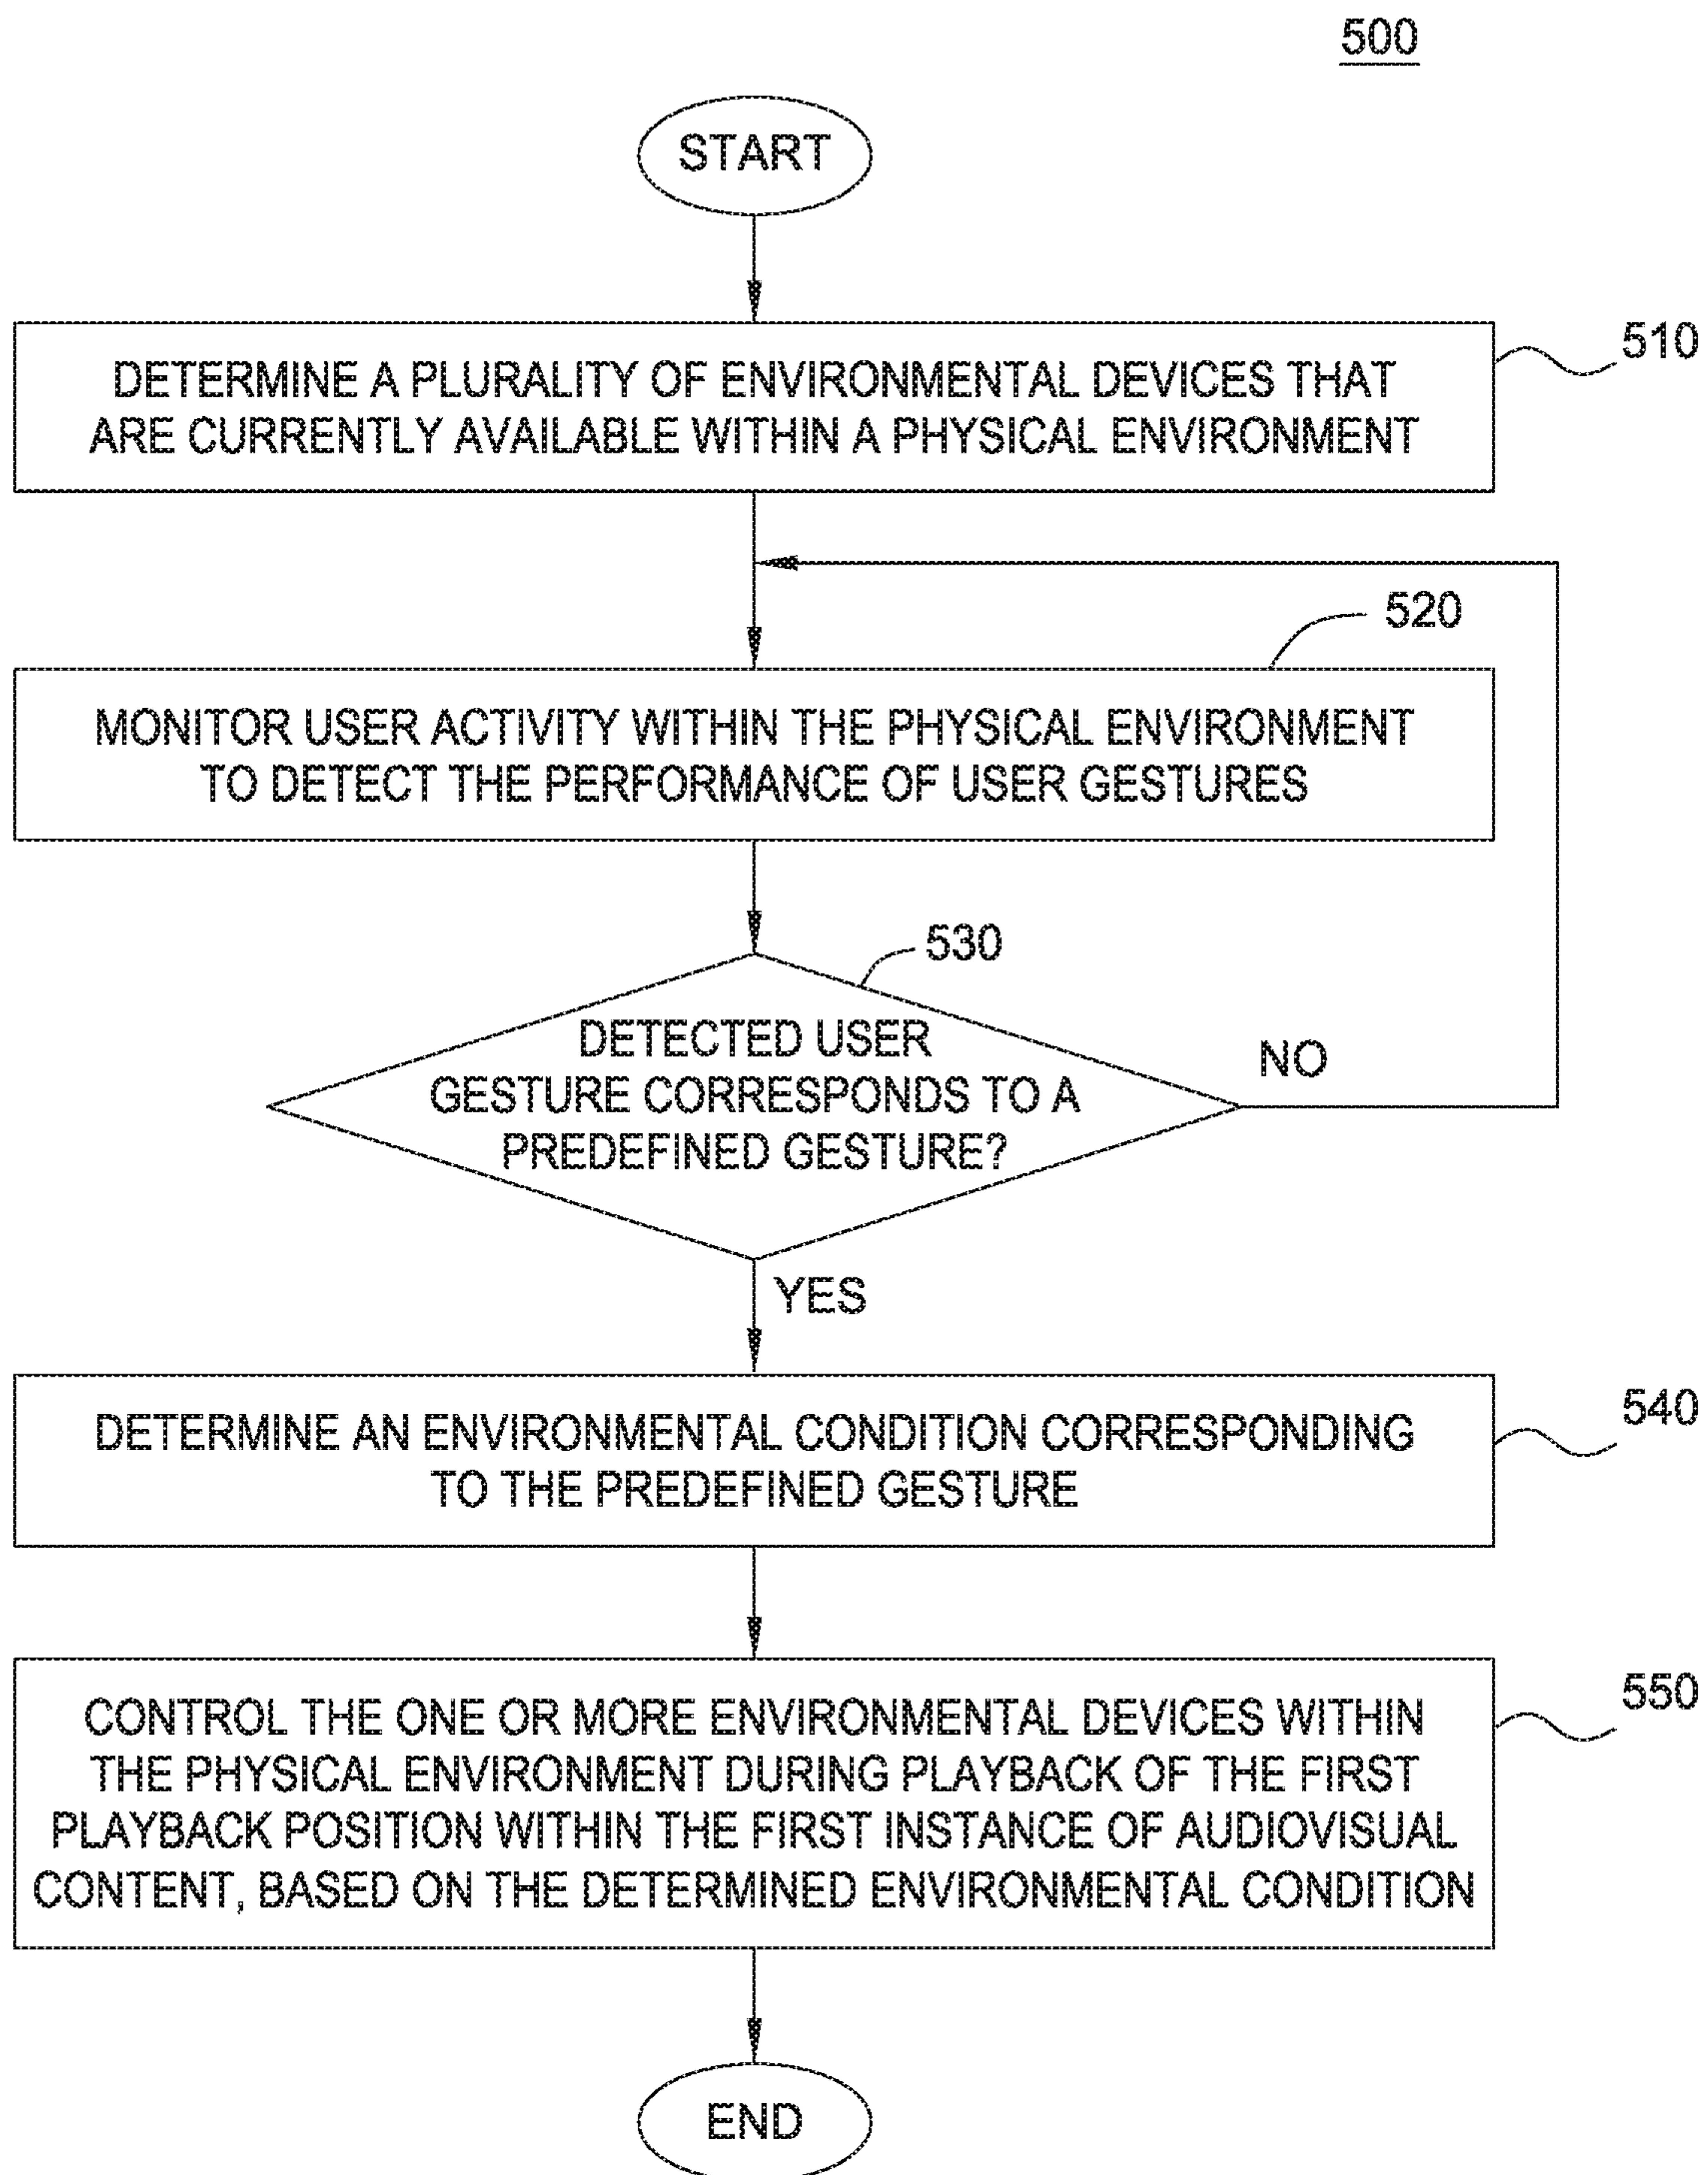 500
START
DETERMINE A PLURALITY OF ENVIRONMENTAL DEVICES THAT
ARE CURRENTLY AVAILABLE WITHIN A PHYSICAL ENVIRONMENT
510
520
MONITOR USER ACTIVITY WITHIN THE PHYSICAL ENVIRONMENT
TO DETECT THE PERFORMANCE OF USER GESTURES
530
DETECTED USER
GESTURE CORRESPONDS TO A
PREDEFINED GESTURE?
NO
YES
DETERMINE AN ENVIRONMENTAL CONDITION CORRESPONDING
TO THE PREDEFINED GESTURE
540
CONTROL THE ONE OR MORE ENVIRONMENTAL DEVICES WITHIN
THE PHYSICAL ENVIRONMENT DURING PLAYBACK OF THE FIRST
PLAYBACK POSITION WITHIN THE FIRST INSTANCE OF AUDIOVISUAL
CONTENT, BASED ON THE DETERMINED ENVIRONMENTAL CONDITION
550
END